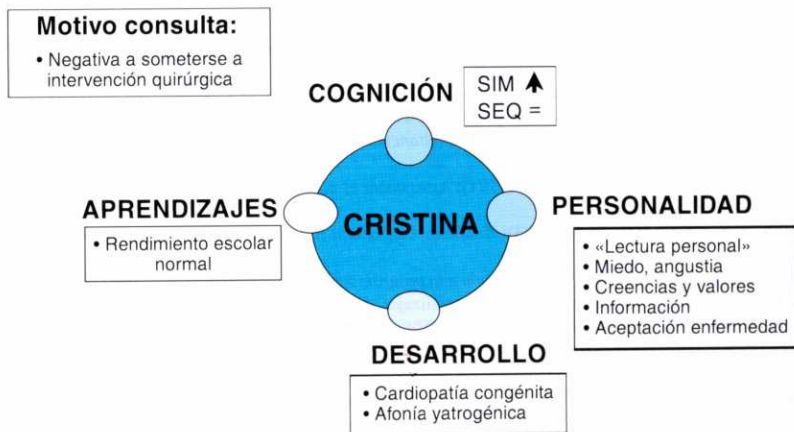 Motivo consulta:
• Negativa a someterse a
intervención quirúrgica
COGNICIÓN
SIM ↑
SEQ =
APRENDIZAJES
• Rendimiento escolar
normal
CRISTINA
PERSONALIDAD
• «Lectura personal»
• Miedo, angustia
• Creencias y valores
• Información
• Aceptación enfermedad
DESARROLLO
• Cardiopatía congénita
• Afonía yatrogénica